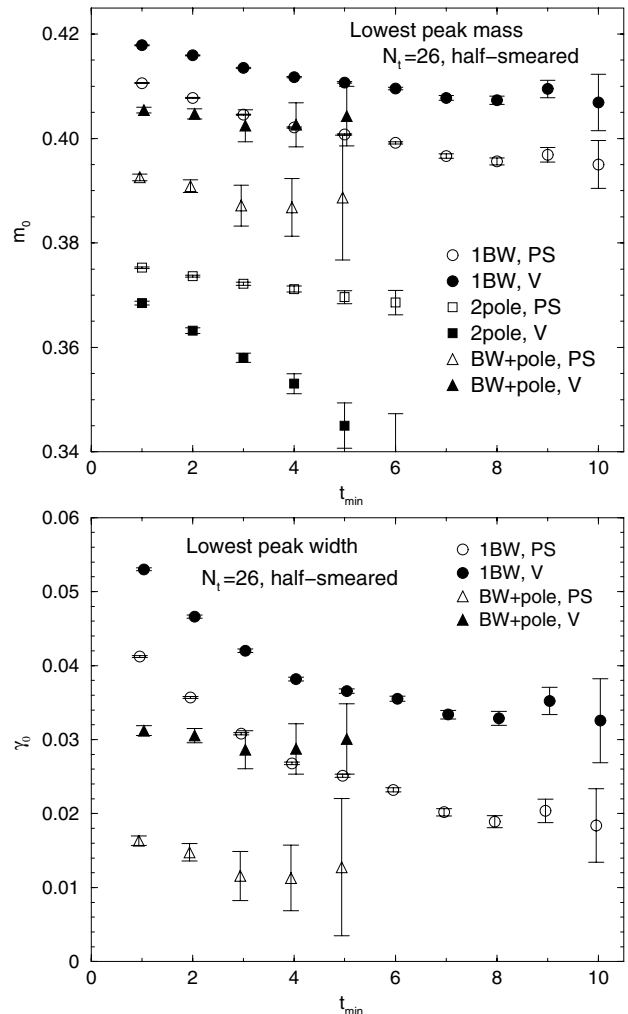 Lowest peak mass
N_t=26, half-smeared
0.42
0.40
0.38
0.36
0.34
m_0
1BW, PS
1BW, V
2pole, PS
2pole, V
BW+pole, PS
BW+pole, V
0 2 4 6 8 10
t_min
Lowest peak width
N_t=26, half-smeared
0.06
0.05
0.04
0.03
0.02
0.01
0
γ_0
1BW, PS
1BW, V
BW+pole, PS
BW+pole, V
0 2 4 6 8 10
t_min